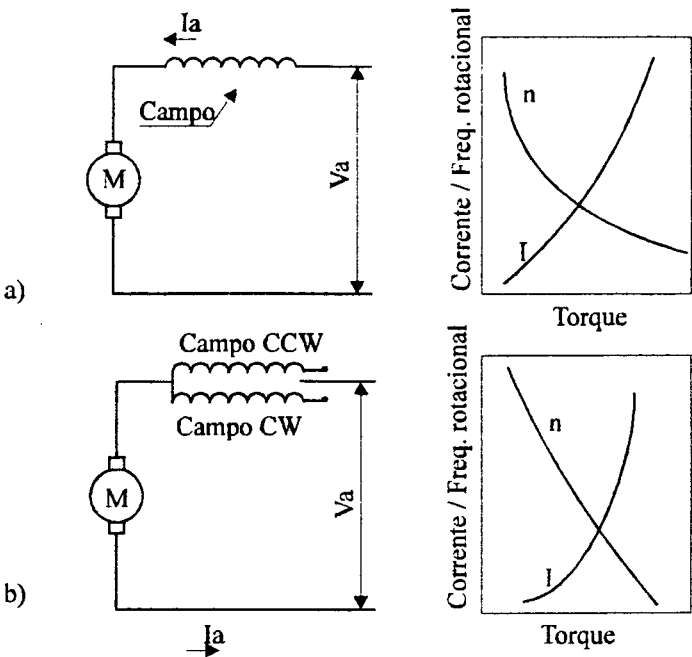 Ia
Campo
M
Va
a)
Corrente / Freq. rotacional
n
I
Torque
Campo CCW
Campo CW
M
Va
b)
Ia
Corrente / Freq. rotacional
n
I
Torque